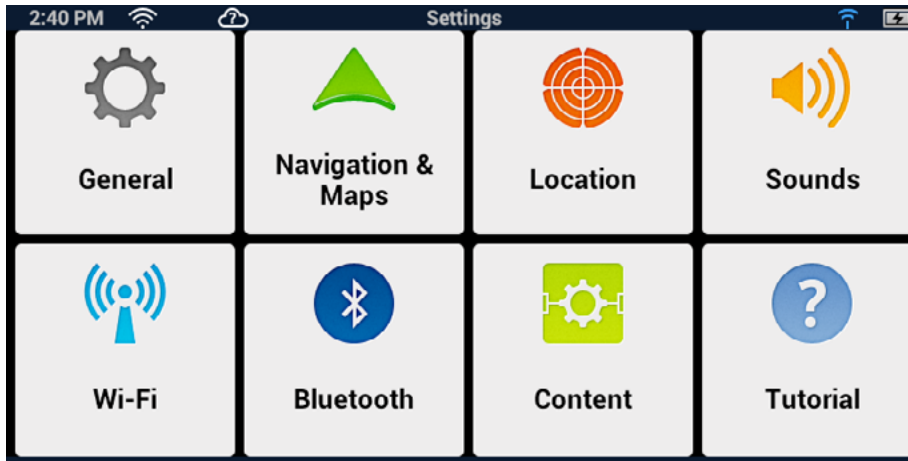 2:40 PM ? Settings
General
Navigation &
Maps
Location
Sounds
Wi-Fi
Bluetooth
Content
?
Tutorial